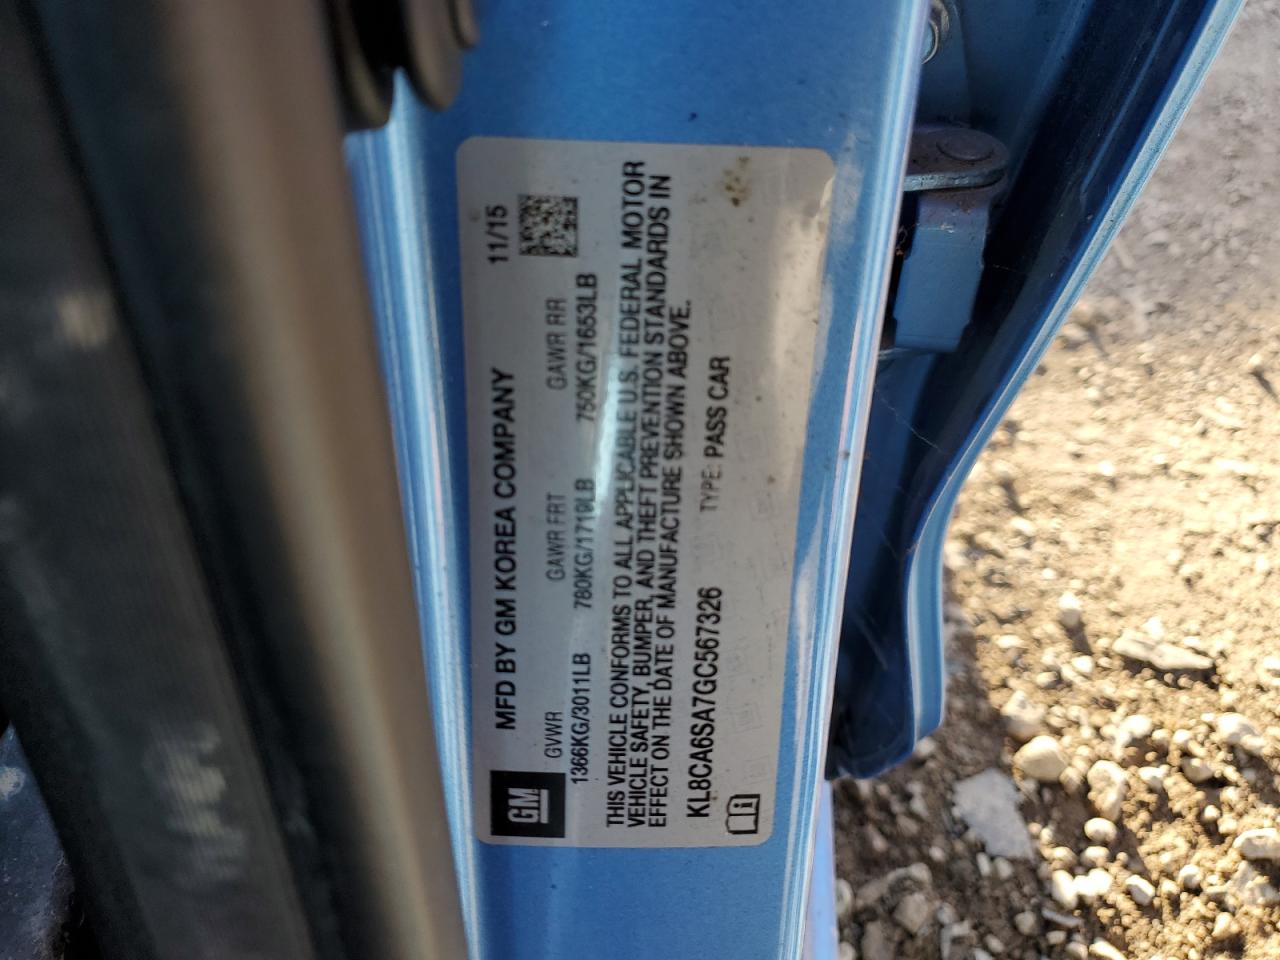 GM
MFD BY GM KOREA COMPANY 11/15
GVWR GAWR FRT GAWR RR
1366KG/3011LB 780KG/1719LB 750KG/1653LB
THIS VEHICLE CONFORMS TO ALL APPLICABLE U.S. FEDERAL MOTOR
VEHICLE SAFETY, BUMPER, AND THEFT PREVENTION STANDARDS IN
EFFECT ON THE DATE OF MANUFACTURE SHOWN ABOVE.
KL8CA6SA7GC567326 TYPE: PASS CAR